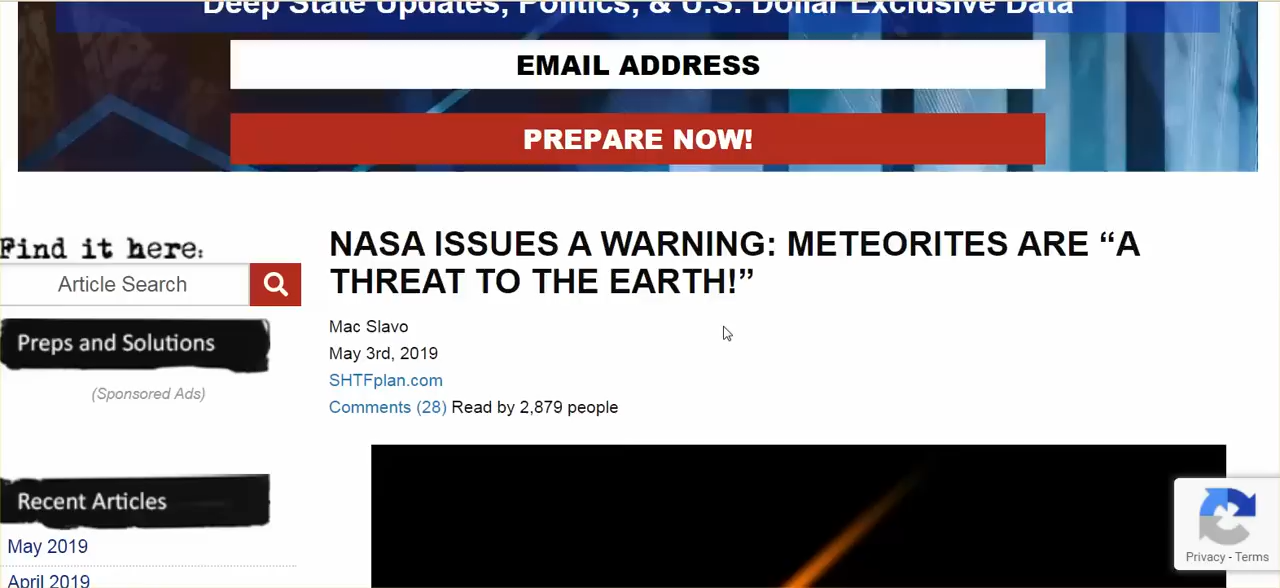 Deep State Updates, Politics, & U.S. Dollar Exclusive Data
EMAIL ADDRESS
PREPARE NOW!
Find it here:
Article Search
Preps and Solutions
(Sponsored Ads)
Recent Articles
May 2019
April 2019
NASA ISSUES A WARNING: METEORITES ARE “A
THREAT TO THE EARTH!”
Mac Slavo
May 3rd, 2019
SHTFplan.com
Comments (28) Read by 2,879 people
Privacy - Terms